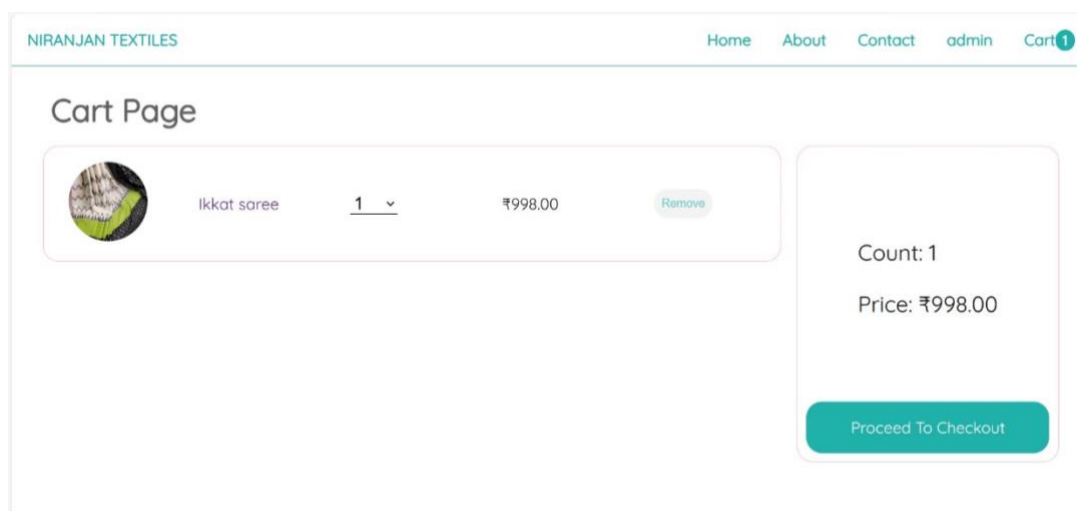 NIRANJAN TEXTILES Home About Contact admin Cart 1
Cart Page
Ikkat saree 1 ₹998.00 Remove
Count: 1
Price: ₹998.00
Proceed To Checkout